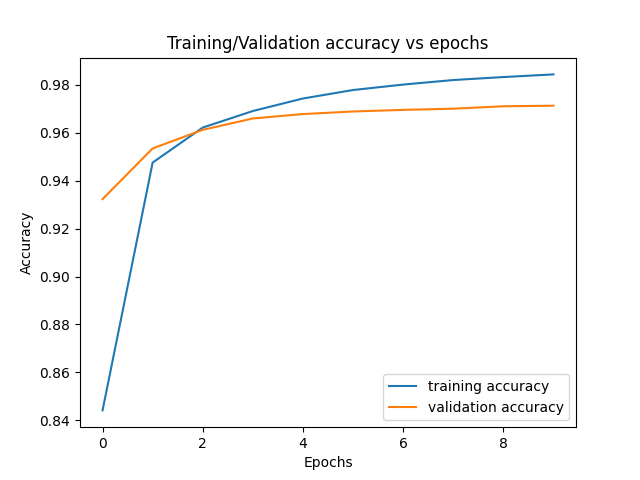 Training/Validation accuracy vs epochs
0.98
0.96
0.94
0.92
0.90
0.88
0.86
0.84
Accuracy
0
2
4
6
8
Epochs
training accuracy
validation accuracy